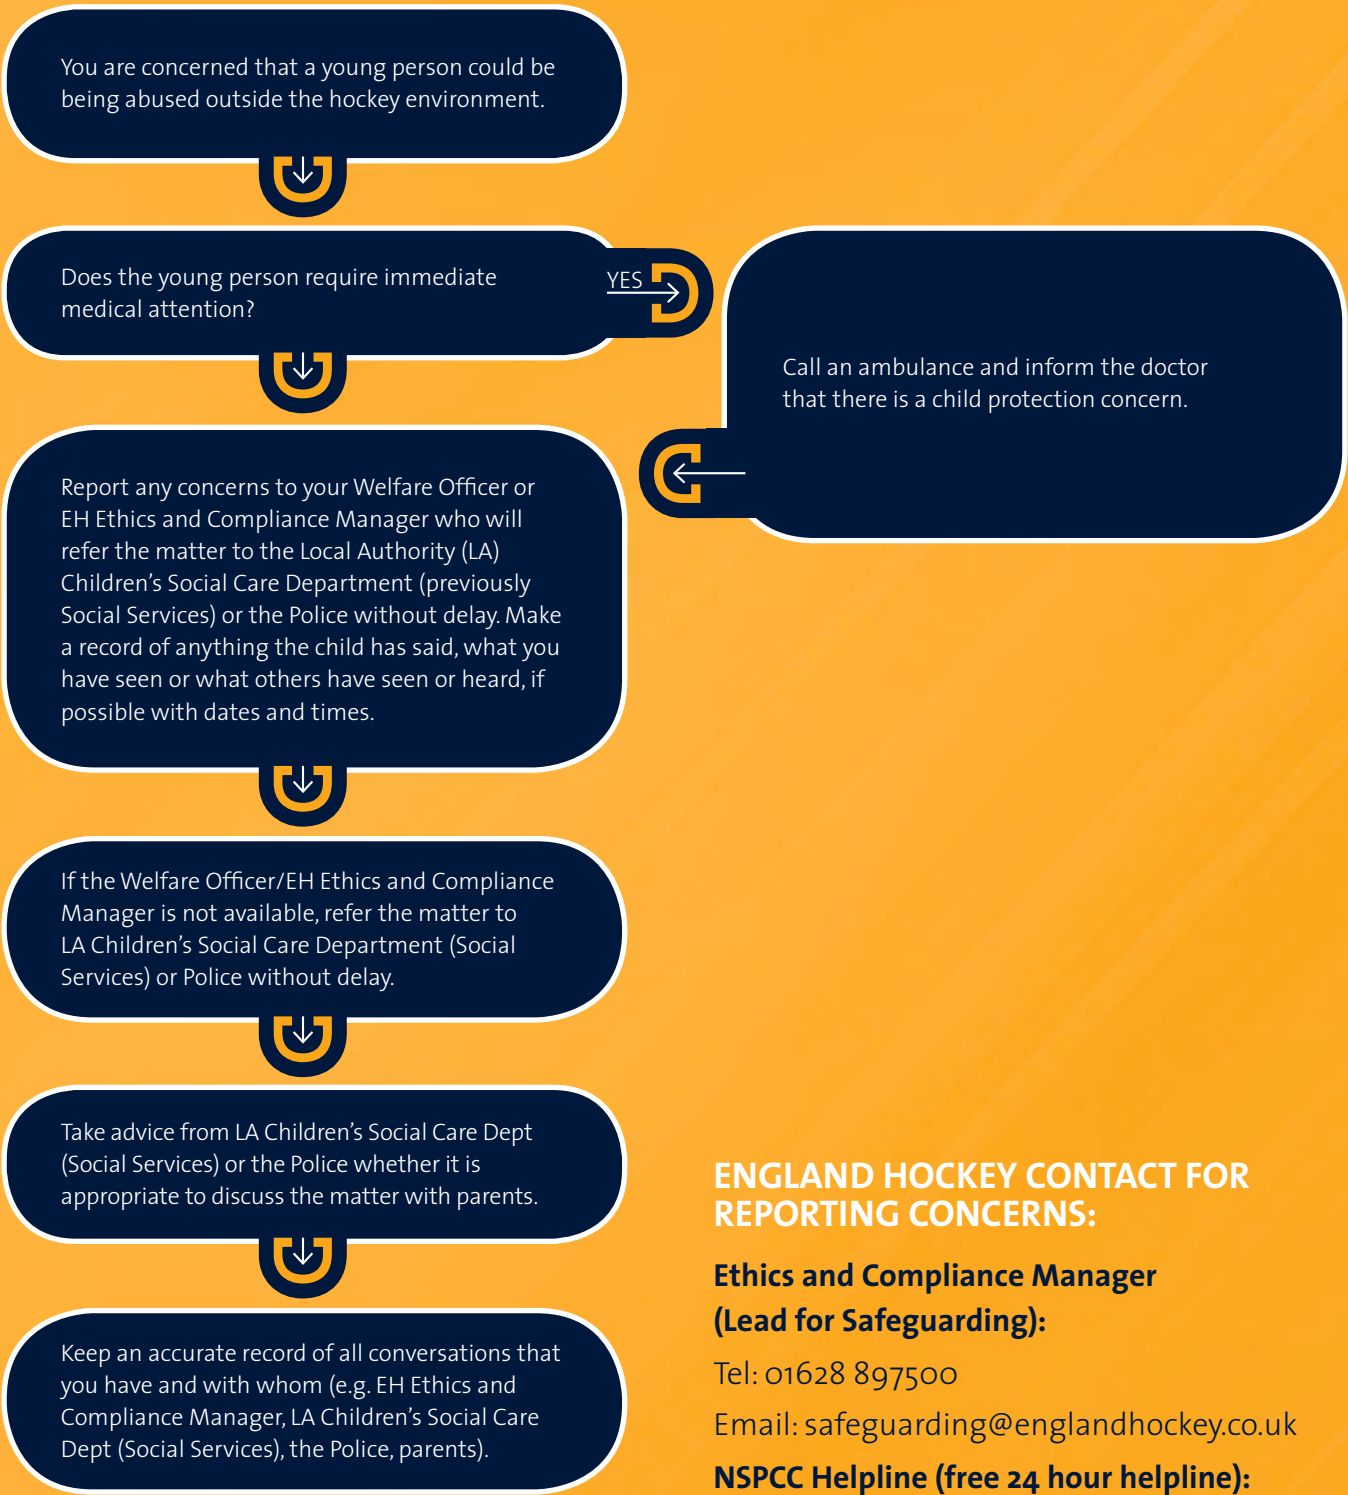 You are concerned that a young person could be
being abused outside the hockey environment.
Does the young person require immediate
medical attention?
YES
Call an ambulance and inform the doctor
that there is a child protection concern.
Report any concerns to your Welfare Officer or
EH Ethics and Compliance Manager who will
refer the matter to the Local Authority (LA)
Children’s Social Care Department (previously
Social Services) or the Police without delay. Make
a record of anything the child has said, what you
have seen or what others have seen or heard, if
possible with dates and times.
If the Welfare Officer/EH Ethics and Compliance
Manager is not available, refer the matter to
LA Children’s Social Care Department (Social
Services) or Police without delay.
Take advice from LA Children’s Social Care Dept
(Social Services) or the Police whether it is
appropriate to discuss the matter with parents.
Keep an accurate record of all conversations that
you have and with whom (e.g. EH Ethics and
Compliance Manager, LA Children’s Social Care
Dept (Social Services), the Police, parents).
ENGLAND HOCKEY CONTACT FOR
REPORTING CONCERNS:
Ethics and Compliance Manager
(Lead for Safeguarding):
Tel: 01628 897500
Email: safeguarding@englandhockey.co.uk
NSPCC Helpline (free 24 hour helpline):